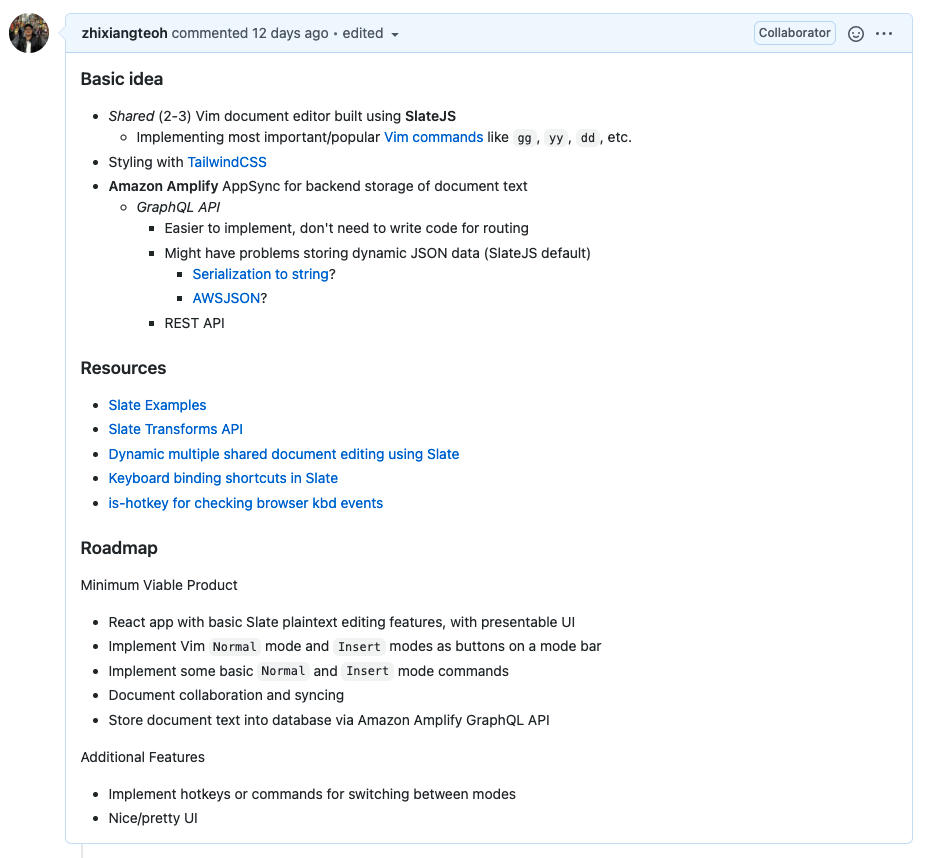 zhixiangteoh commented 12 days ago • edited
Collaborator
Basic idea
Shared (2-3) Vim document editor built using SlateJS
Implementing most important/popular Vim commands like gg, yy, dd, etc.
Styling with TailwindCSS
Amazon Amplify AppSync for backend storage of document text
GraphQL API
Easier to implement, don't need to write code for routing
Might have problems storing dynamic JSON data (SlateJS default)
Serialization to string?
AWSJSON?
REST API
Resources
Slate Examples
Slate Transforms API
Dynamic multiple shared document editing using Slate
Keyboard binding shortcuts in Slate
is-hotkey for checking browser kbd events
Roadmap
Minimum Viable Product
React app with basic Slate plaintext editing features, with presentable UI
Implement Vim Normal mode and Insert modes as buttons on a mode bar
Implement some basic Normal and Insert mode commands
Document collaboration and syncing
Store document text into database via Amazon Amplify GraphQL API
Additional Features
Implement hotkeys or commands for switching between modes
Nice/pretty UI